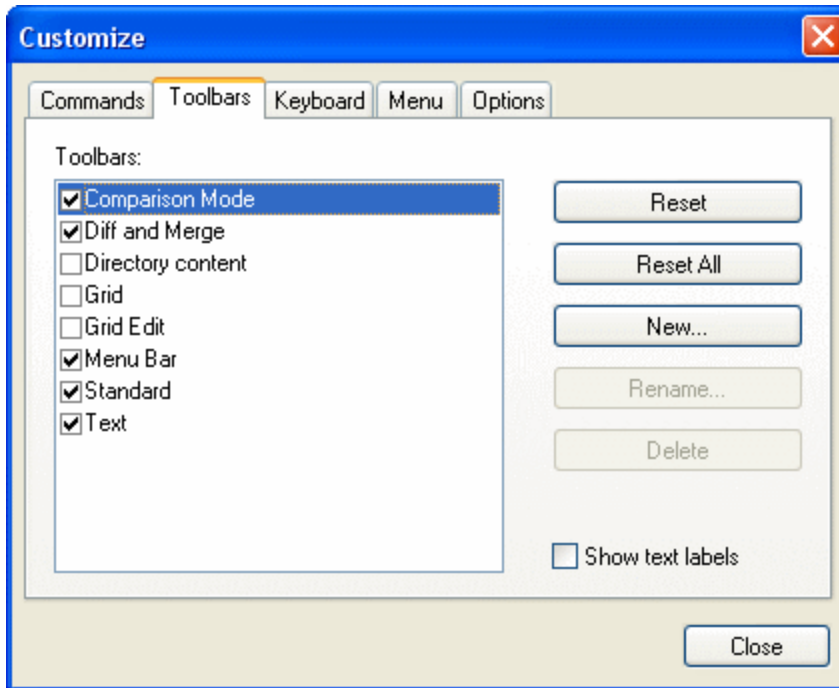 Customize
Commands Toolbars Keyboard Menu Options
Toolbars:
Comparison Mode
Diff and Merge
Directory content
Grid
Grid Edit
Menu Bar
Standard
Text
Reset
Reset All
New...
Rename...
Delete
Show text labels
Close